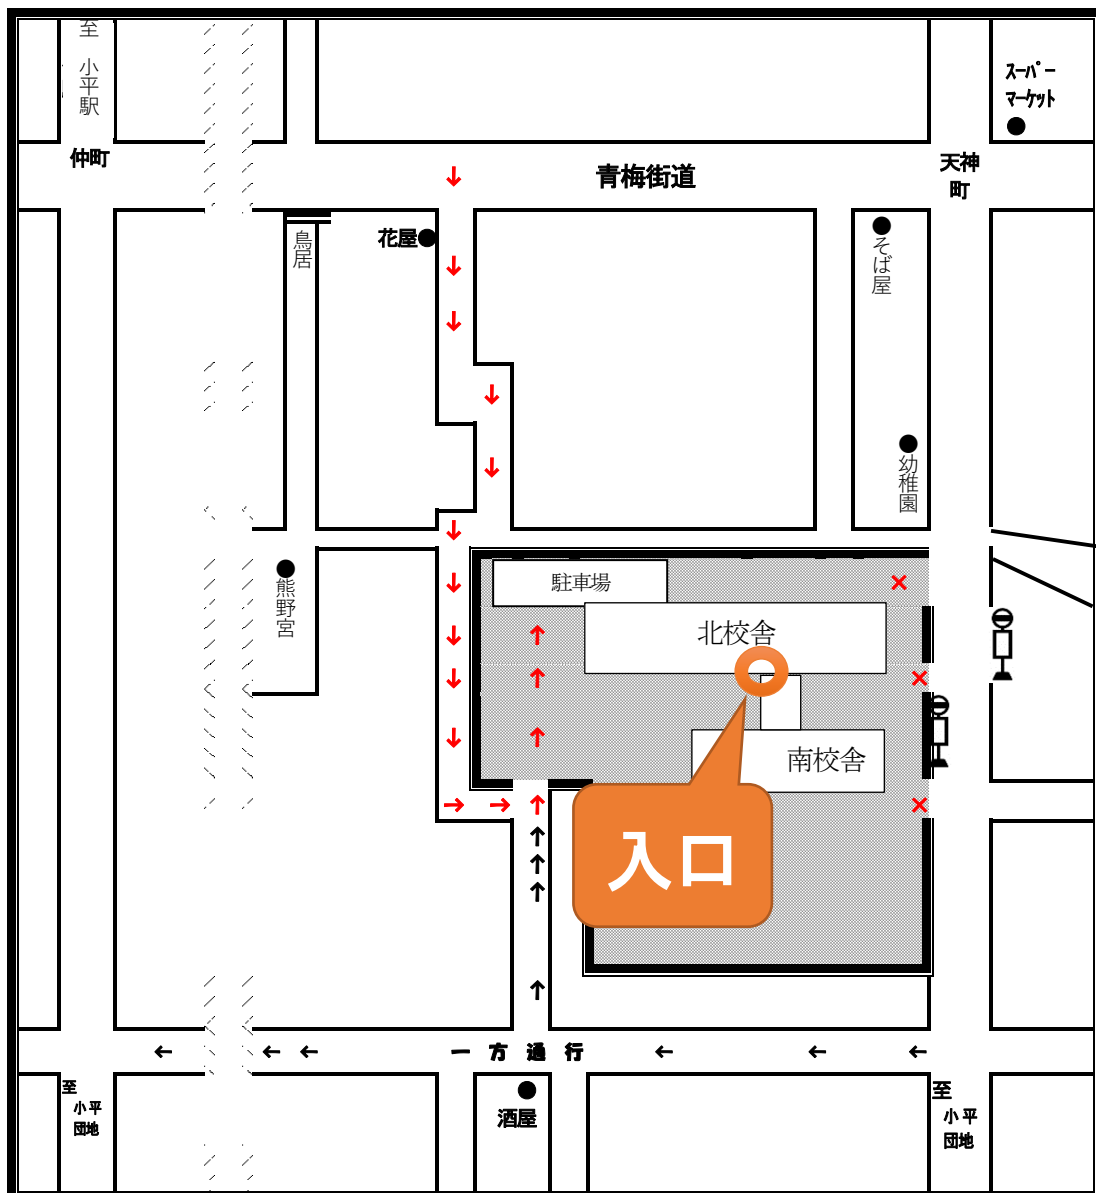 至 小平駅
スーパー
マーケット
仲町
青梅街道
天神
町
花屋
鳥居
そば屋
幼稚園
熊野宮
駐車場
北校舎
南校舎
入口
一方通行
至
小平
団地
酒屋
至
小平
団地